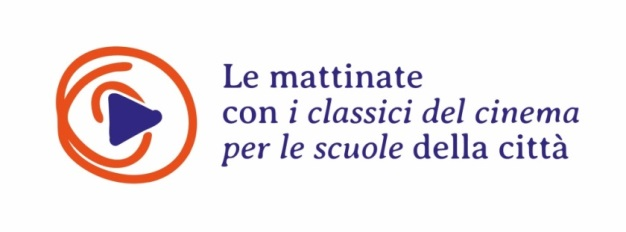 Le mattinate
con i classici del cinema
per le scuole della città